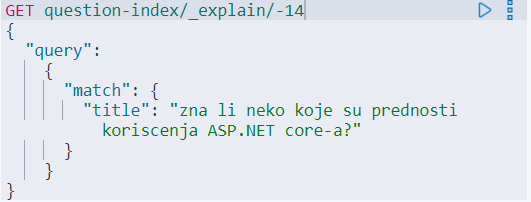 GET question-index/_explain/-14
{
  "query":
    {
      "match": {
        "title": "zna li neko koje su prednosti
          koriscenja ASP.NET core-a?"
      }
    }
}